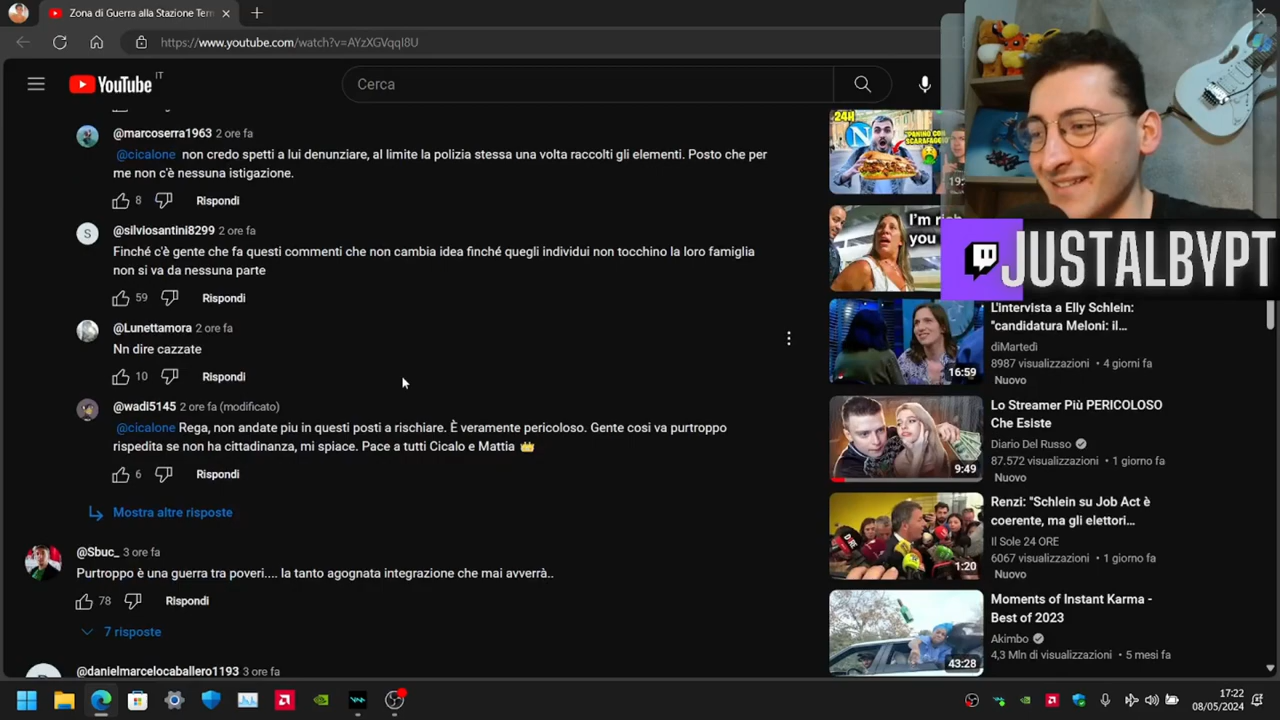 Zona di Guerra alla Stazione Ter
https://www.youtube.com/watch?v=AYzXGVqqI8U
YouTube IT
Cerca
@marcoserra1963 2 ore fa
@cicalone non credo spetti a lui denunziare, al limite la polizia stessa una volta raccolti gli elementi. Posto che per
me non c'è nessuna istigazione.
8 Rispondi
S
@silviosantini8299 2 ore fa
Finché c'è gente che fa questi commenti che non cambia idea finché quegli individui non tocchino la loro famiglia
non si va da nessuna parte
59 Rispondi
@Lunettamora 2 ore fa
Nn dire cazzate
10 Rispondi
@wadi5145 2 ore fa (modificato)
@cicalone Rega, non andate piu in questi posti a rischiare. È veramente pericoloso. Gente cosi va purtroppo
rispedita se non ha cittadinanza, mi spiace. Pace a tutti Cicalo e Mattia 👑
6 Rispondi
Mostra altre risposte
@Sbuc_ 3 ore fa
Purtroppo è una guerra tra poveri.... la tanto agognata integrazione che mai avverrà..
78 Rispondi
7 risposte
@danielmarcelocaballero1193 3 ore fa
24H
N
"PANINO CON
SCARAFAGGIO"
19:
I'm ri
you
JUSTALBYPT
L'intervista a Elly Schlein:
"candidatura Meloni: il...
diMartedì
8987 visualizzazioni • 4 giorni fa
Nuovo
16:59
Lo Streamer Più PERICOLOSO
Che Esiste
Diario Del Russo
87.572 visualizzazioni • 1 giorno fa
Nuovo
9:49
Renzi: "Schlein su Job Act è
coerente, ma gli elettori...
Il Sole 24 ORE
6067 visualizzazioni • 1 giorno fa
Nuovo
1:20
Moments of Instant Karma -
Best of 2023
Akimbo
4,3 Mln di visualizzazioni • 5 mesi fa
43:28
17:22
08/05/2024